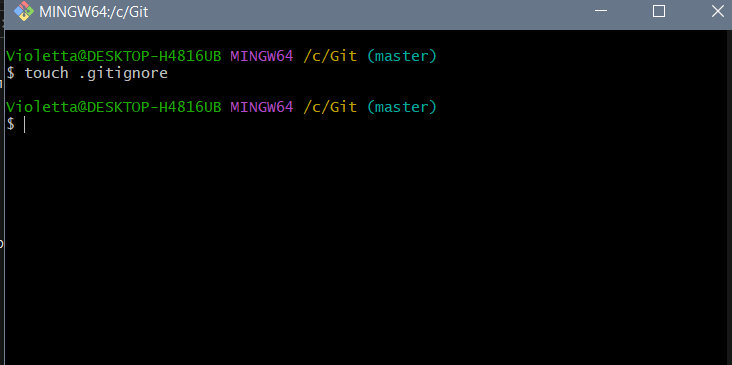 MINGW64:/c/Git
Violetta@DESKTOP-H4816UB MINGW64 /c/Git (master)
$ touch .gitignore
Violetta@DESKTOP-H4816UB MINGW64 /c/Git (master)
$